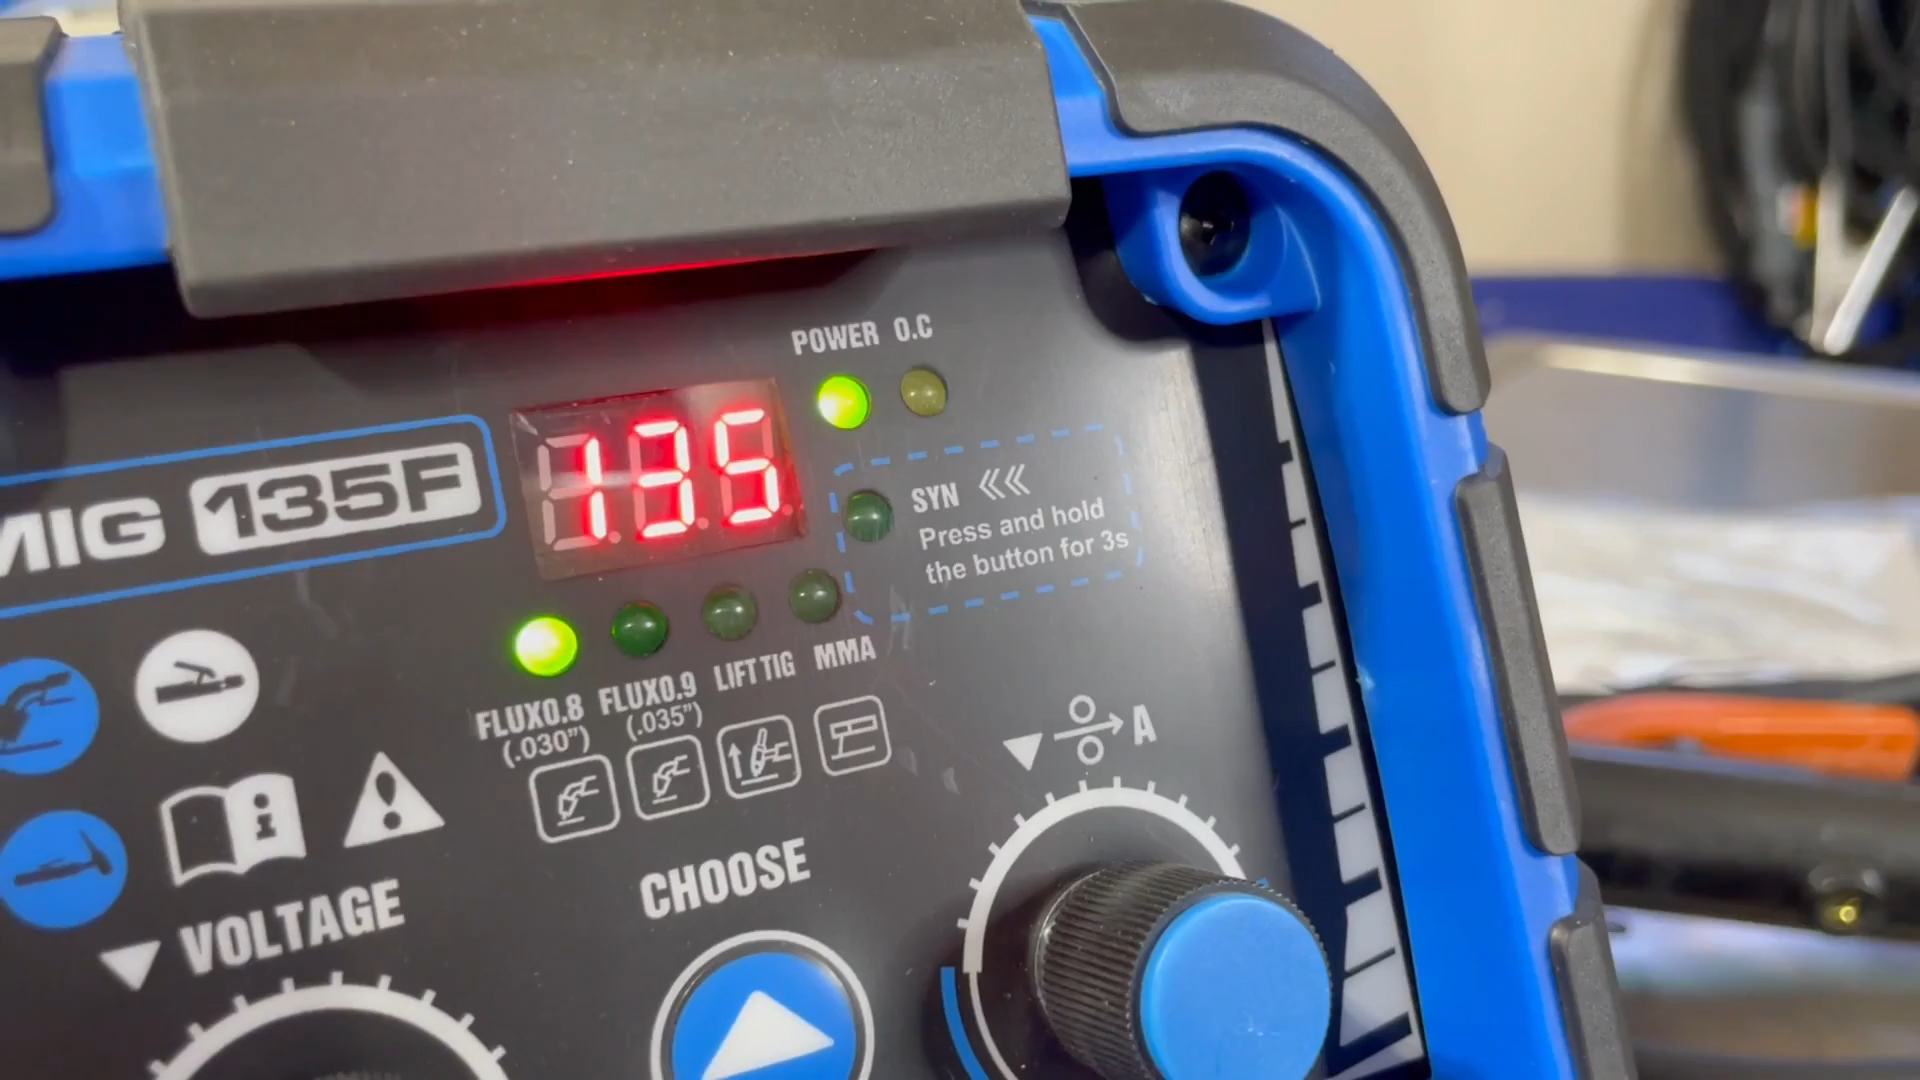 POWER O.C
135
MIG 135F
SYN
Press and hold
the button for 3s
FLUX0.8 FLUX0.9 LIFT TIG MMA
(.030”) (.035”)
A
CHOOSE
VOLTAGE